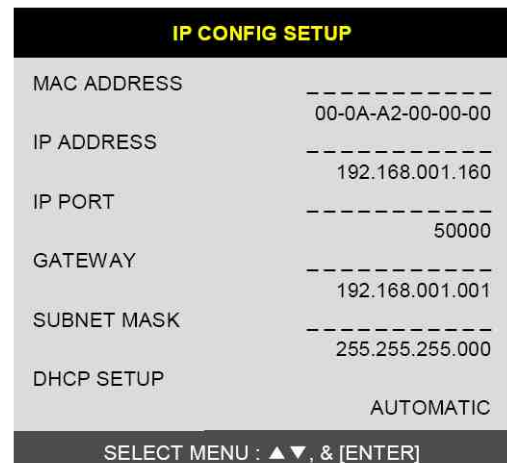 IP CONFIG SETUP
MAC ADDRESS
00-0A-A2-00-00-00
IP ADDRESS
192.168.001.160
IP PORT
50000
GATEWAY
192.168.001.001
SUBNET MASK
255.255.255.000
DHCP SETUP
AUTOMATIC
SELECT MENU : ▲▼, & [ENTER]